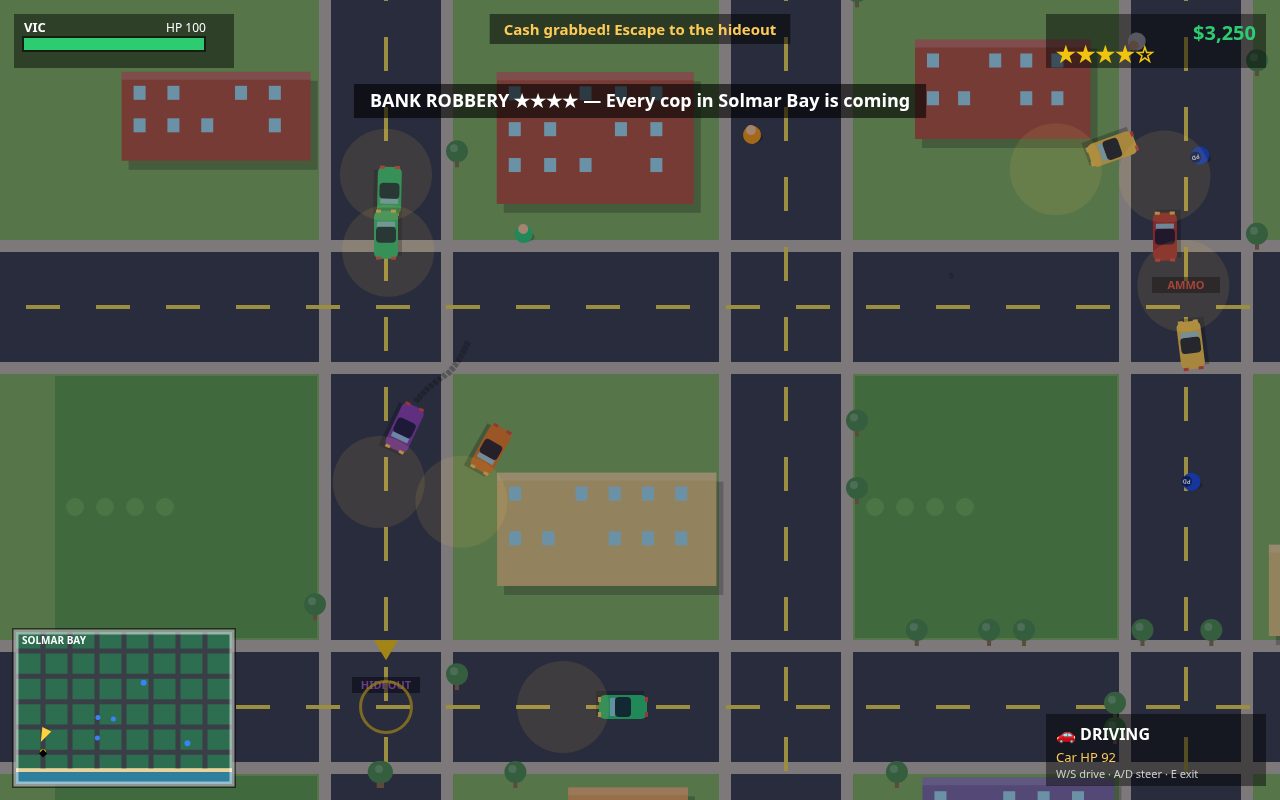 VIC HP 100
Cash grabbed! Escape to the hideout
$3,250
★★★★☆
BANK ROBBERY ★★★★ — Every cop in Solmar Bay is coming
AMMO
SOLMAR BAY
HIDEOUT
🚗 DRIVING
Car HP 92
W/S drive · A/D steer · E exit